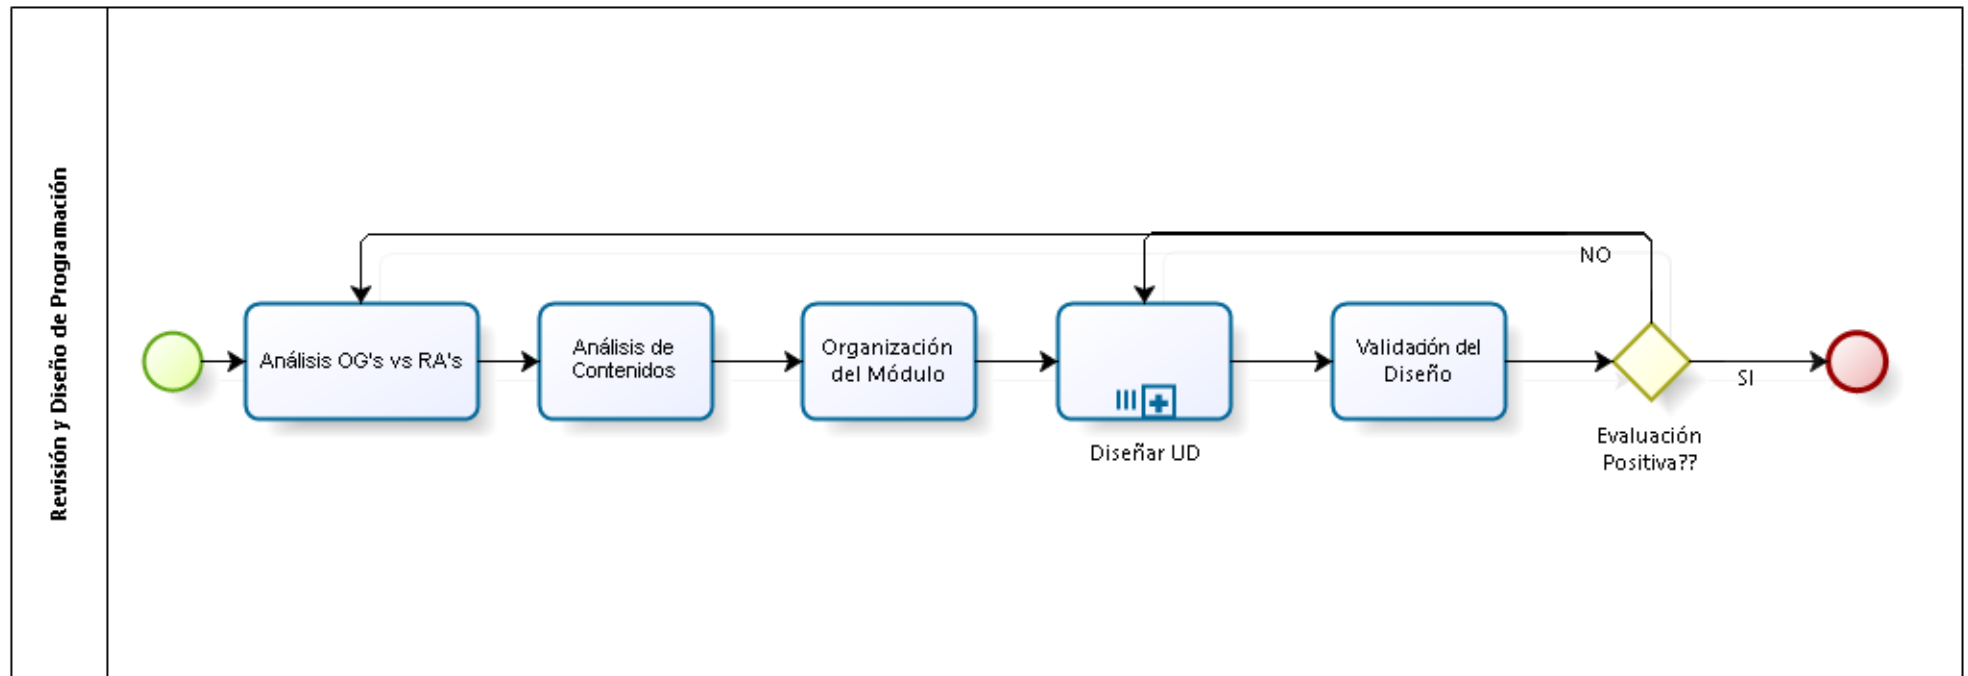 Revisión y Diseño de Programación
NO
Análisis OG's vs RA's
Análisis de
Contenidos
Organización
del Módulo
Diseñar UD
Validación del
Diseño
Evaluación
Positiva??
SI